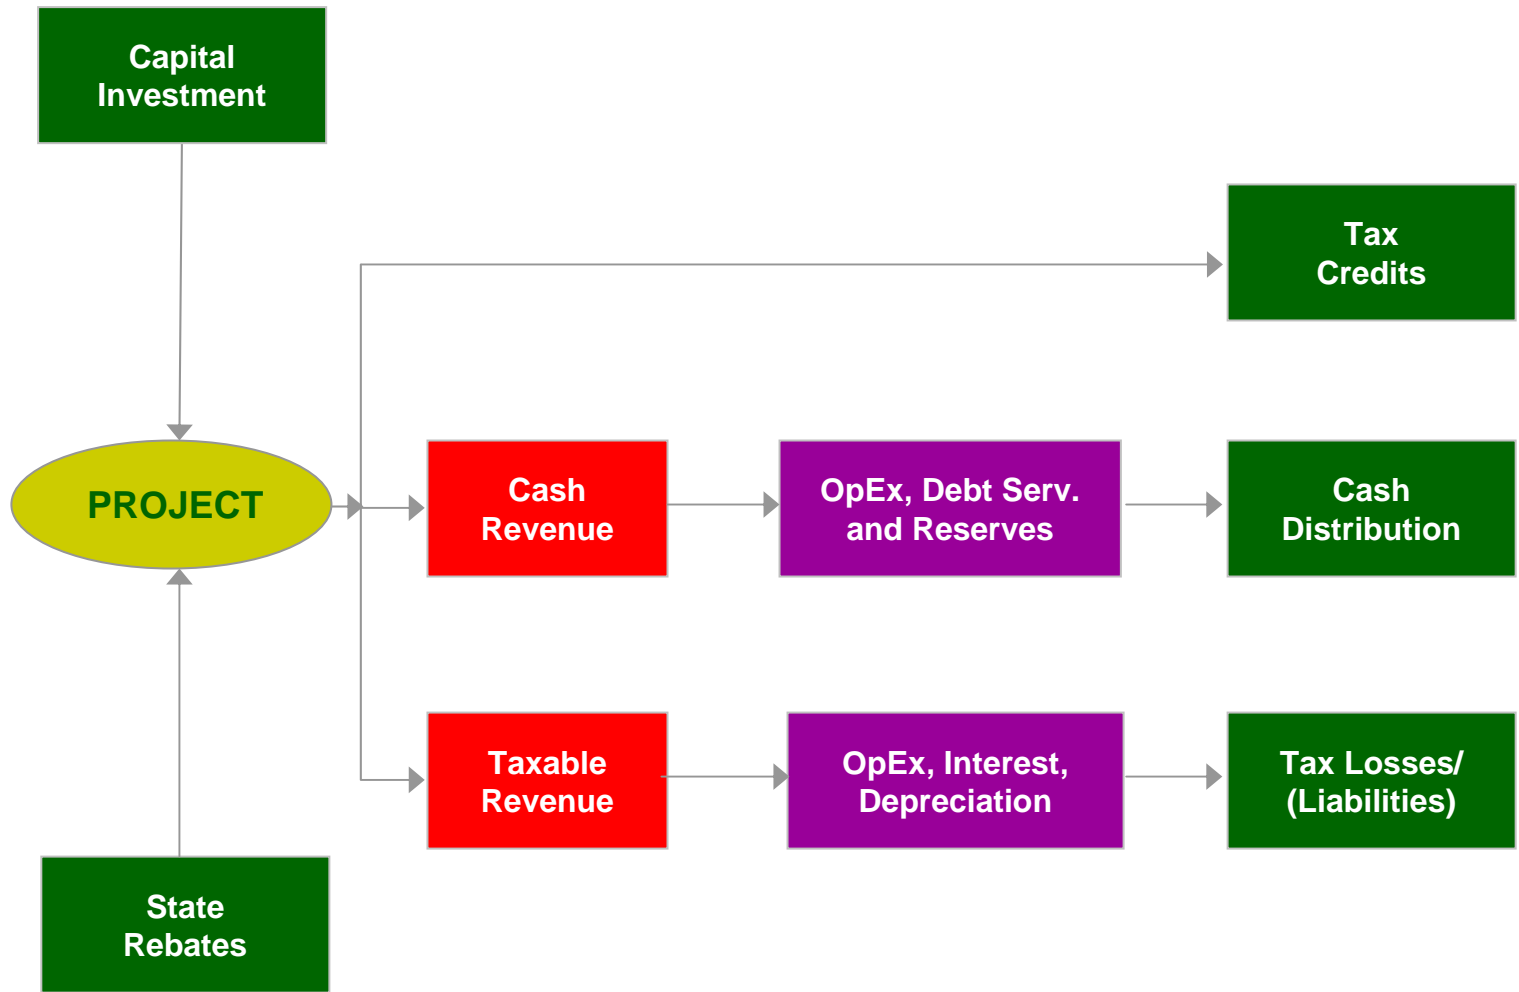 Capital
Investment
Tax
Credits
PROJECT
Cash
Revenue
OpEx, Debt Serv.
and Reserves
Cash
Distribution
Taxable
Revenue
OpEx, Interest,
Depreciation
Tax Losses/
(Liabilities)
State
Rebates